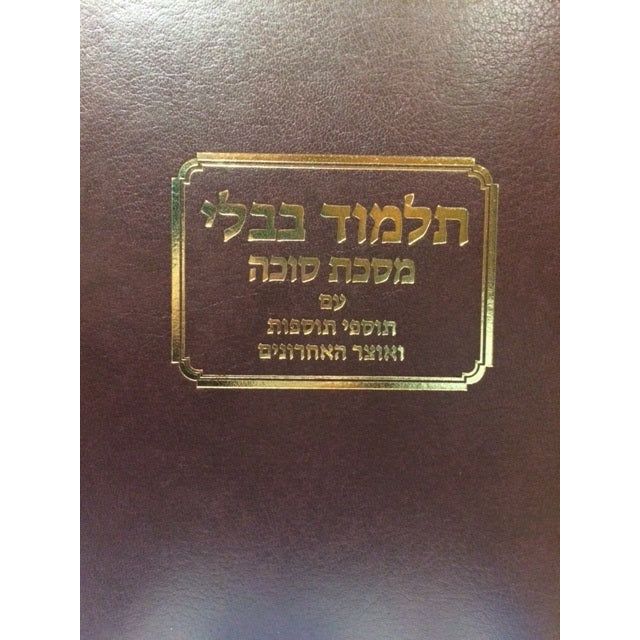 תלמוד בבלי
מסכת סוכה
עם
תוספי תוספות
ואוצר האחרונים